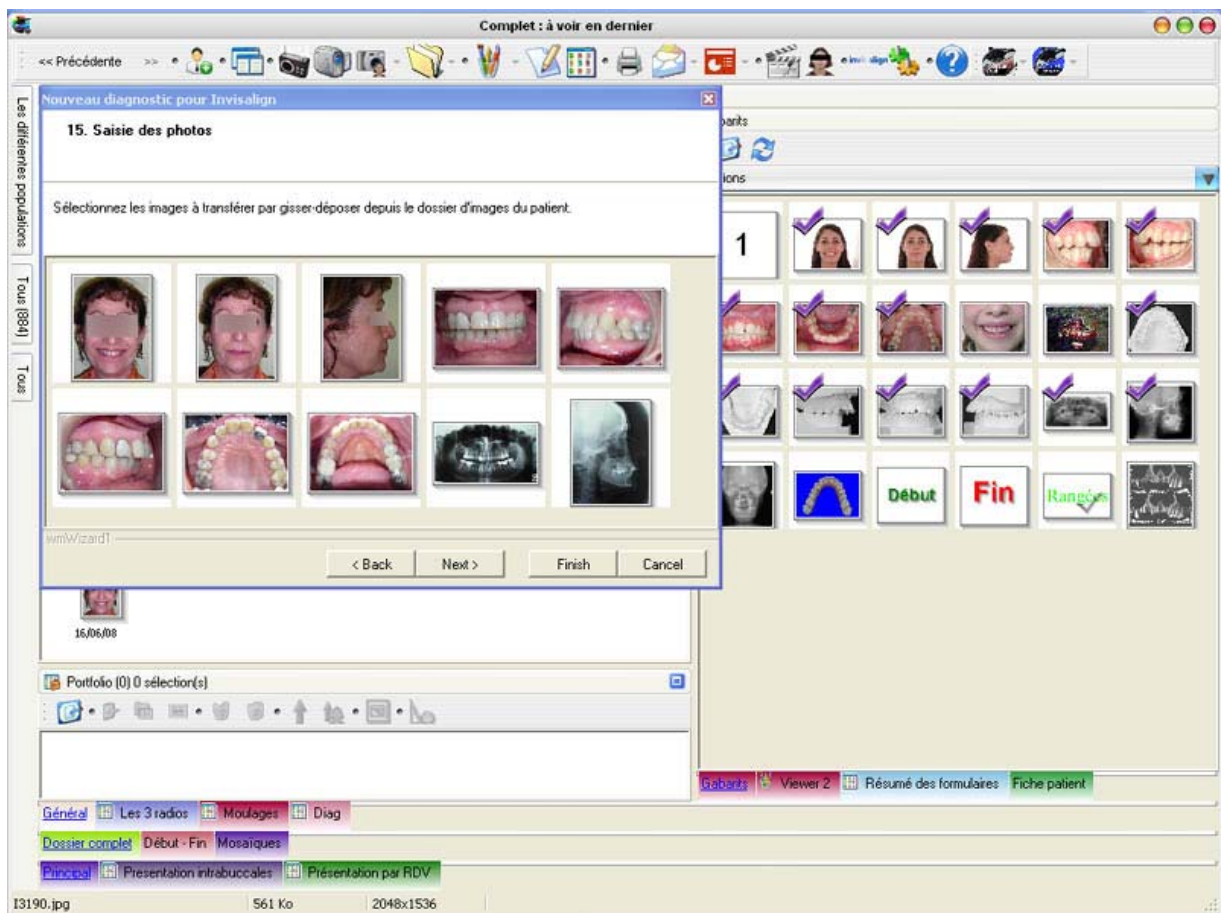 Complet : à voir en dernier
<< Précédente >>
Les différentes populations
Tous (884)
Tous
Nouveau diagnostic pour Invisalign
15. Saisie des photos
Sélectionnez les images à transférer par gisser-déposer depuis le dossier d'images du patient.
wmWizard1
< Back
Next >
Finish
Cancel
1
Début
Fin
Rangées
16/06/08
Portfolio (0) 0 sélection(s)
Gabarits
Viewer 2
Résumé des formulaires
Fiche patient
Général
Les 3 radios
Moulages
Diag
Dossier complet
Début - Fin
Mosaïques
Principal
Presentation intrabuccales
Présentation par RDV
I3190.jpg
561 Ko
2048x1536